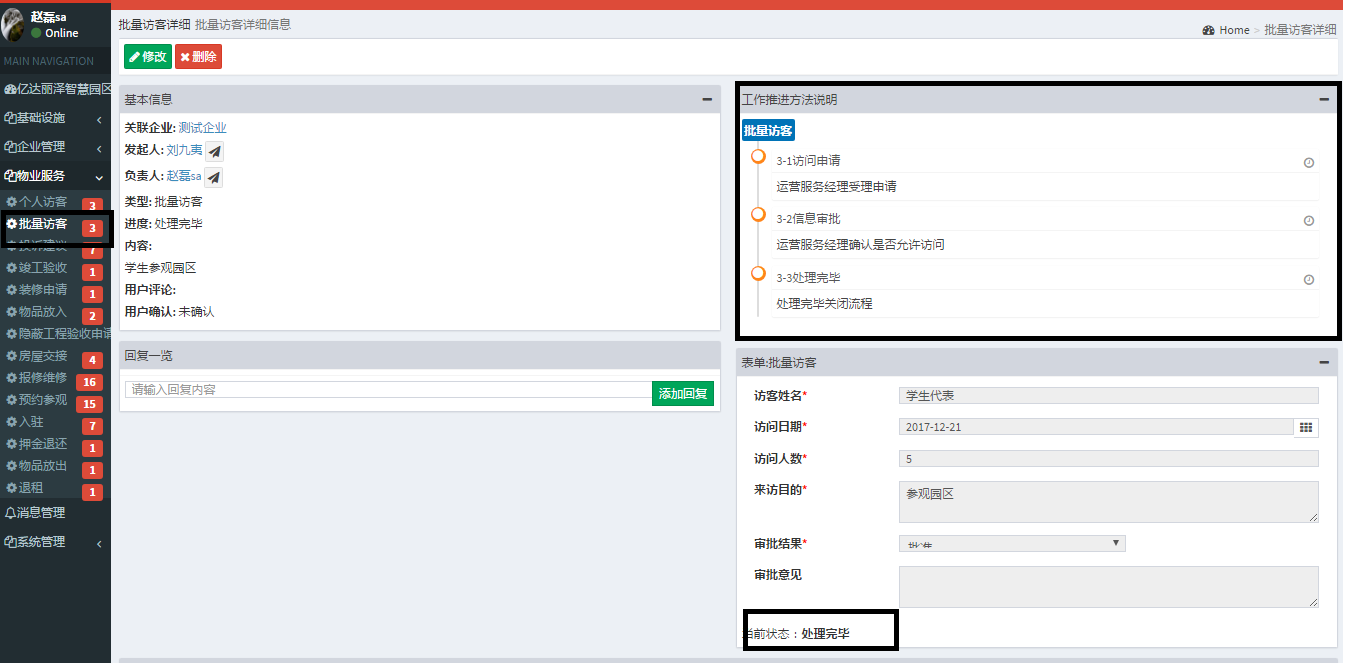 赵磊sa
Online
MAIN NAVIGATION
亿达丽泽智慧园区
基础设施
企业管理
物业服务
个人访客 3
批量访客 3
投诉建议 7
竣工验收 1
装修申请 1
物品放入 2
隐蔽工程验收申请
房屋交接 4
报修维修 16
预约参观 15
入驻 7
押金退还 1
物品放出 1
退租 1
消息管理
系统管理
批量访客详细 批量访客详细信息
Home > 批量访客详细
修改 删除
基本信息
关联企业: 测试企业
发起人: 刘九夷
负责人: 赵磊sa
类型: 批量访客
进度: 处理完毕
内容:
学生参观园区
用户评论:
用户确认: 未确认
回复一览
请输入回复内容 添加回复
工作推进方法说明
批量访客
3-1访问申请
运营服务经理受理申请
3-2信息审批
运营服务经理确认是否允许访问
3-3处理完毕
处理完毕关闭流程
表单:批量访客
访客姓名* 学生代表
访问日期* 2017-12-21
访问人数* 5
来访目的* 参观园区
审批结果* 批准
审批意见
当前状态：处理完毕